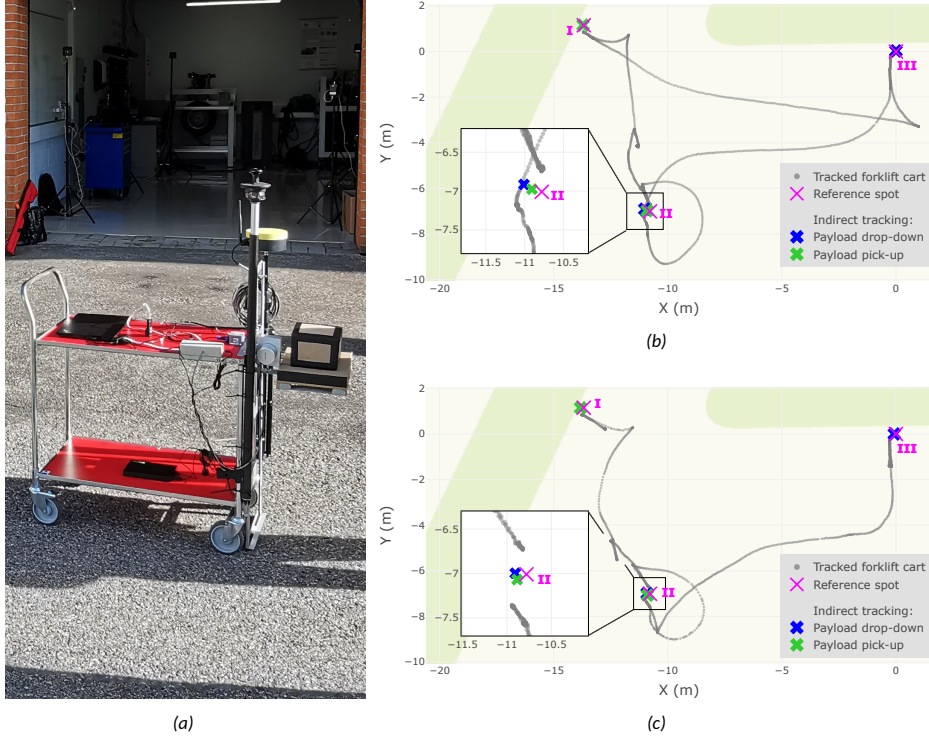 2
0
−2
−4
−6
−8
−10
Y (m)
−20
−15
−10
−5
0
X (m)
I
II
III
−6.5
−7
−7.5
−11.5
−11
−10.5
II
Tracked forklift cart
Reference spot
Indirect tracking:
Payload drop-down
Payload pick-up
(b)
2
0
−2
−4
−6
−8
−10
Y (m)
−20
−15
−10
−5
0
X (m)
I
II
III
−6.5
−7
−7.5
−11.5
−11
−10.5
II
Tracked forklift cart
Reference spot
Indirect tracking:
Payload drop-down
Payload pick-up
(a)
(c)